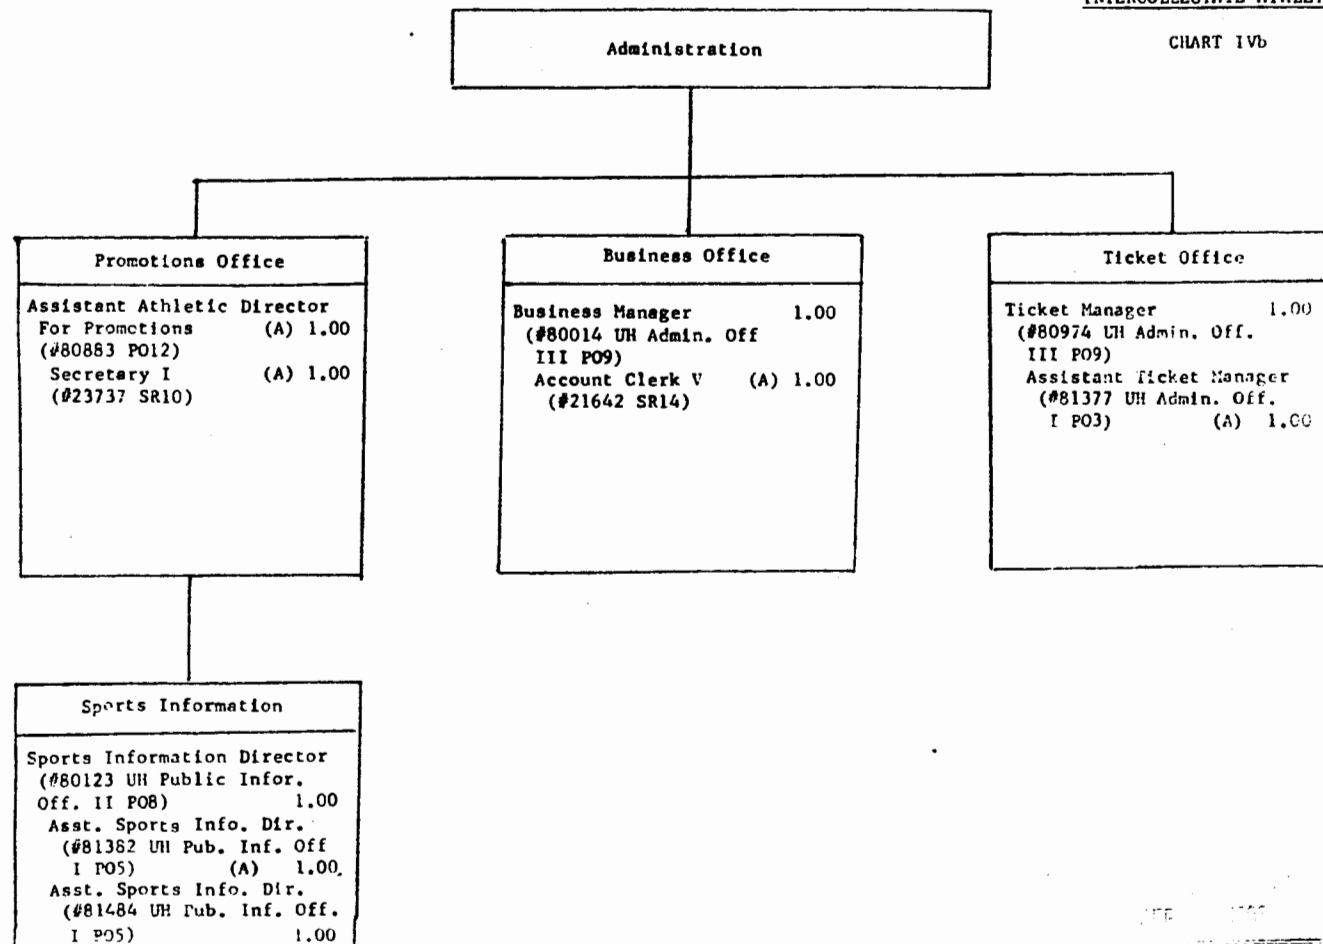 CHART IVb
Administration
Promotions Office
Assistant Athletic Director
For Promotions (A) 1.00
(#80883 PO12)
Secretary I (A) 1.00
(#23737 SR10)
Business Office
Business Manager 1.00
(#80014 UH Admin. Off
III PO9)
Account Clerk V (A) 1.00
(#21642 SR14)
Ticket Office
Ticket Manager 1.00
(#80974 UH Admin. Off.
III PO9)
Assistant Ticket Manager
(#81377 UH Admin. Off.
I PO3) (A) 1.00
Sports Information
Sports Information Director
(#80123 UH Public Infor.
Off. II PO8) 1.00
Asst. Sports Info. Dir.
(#81382 UH Pub. Inf. Off
I PO5) (A) 1.00
Asst. Sports Info. Dir.
(#81484 UH Pub. Inf. Off.
I PO5) 1.00